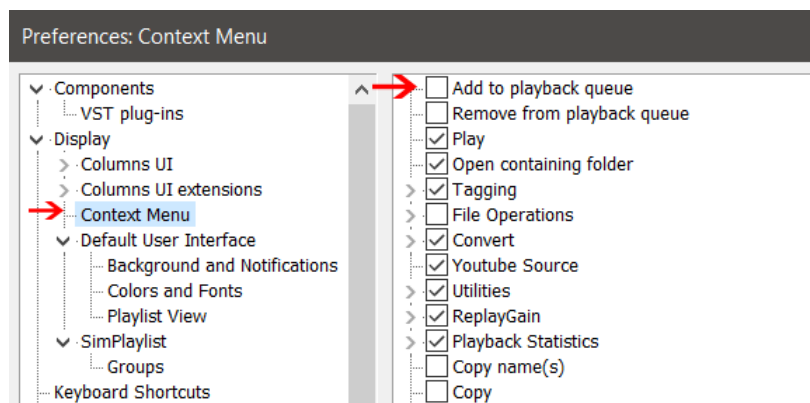 Preferences: Context Menu
Components
VST plug-ins
Display
Columns UI
Columns UI extensions
Context Menu
Default User Interface
Background and Notifications
Colors and Fonts
Playlist View
SimPlaylist
Groups
Keyboard Shortcuts
Add to playback queue
Remove from playback queue
Play
Open containing folder
Tagging
File Operations
Convert
Youtube Source
Utilities
ReplayGain
Playback Statistics
Copy name(s)
Copy